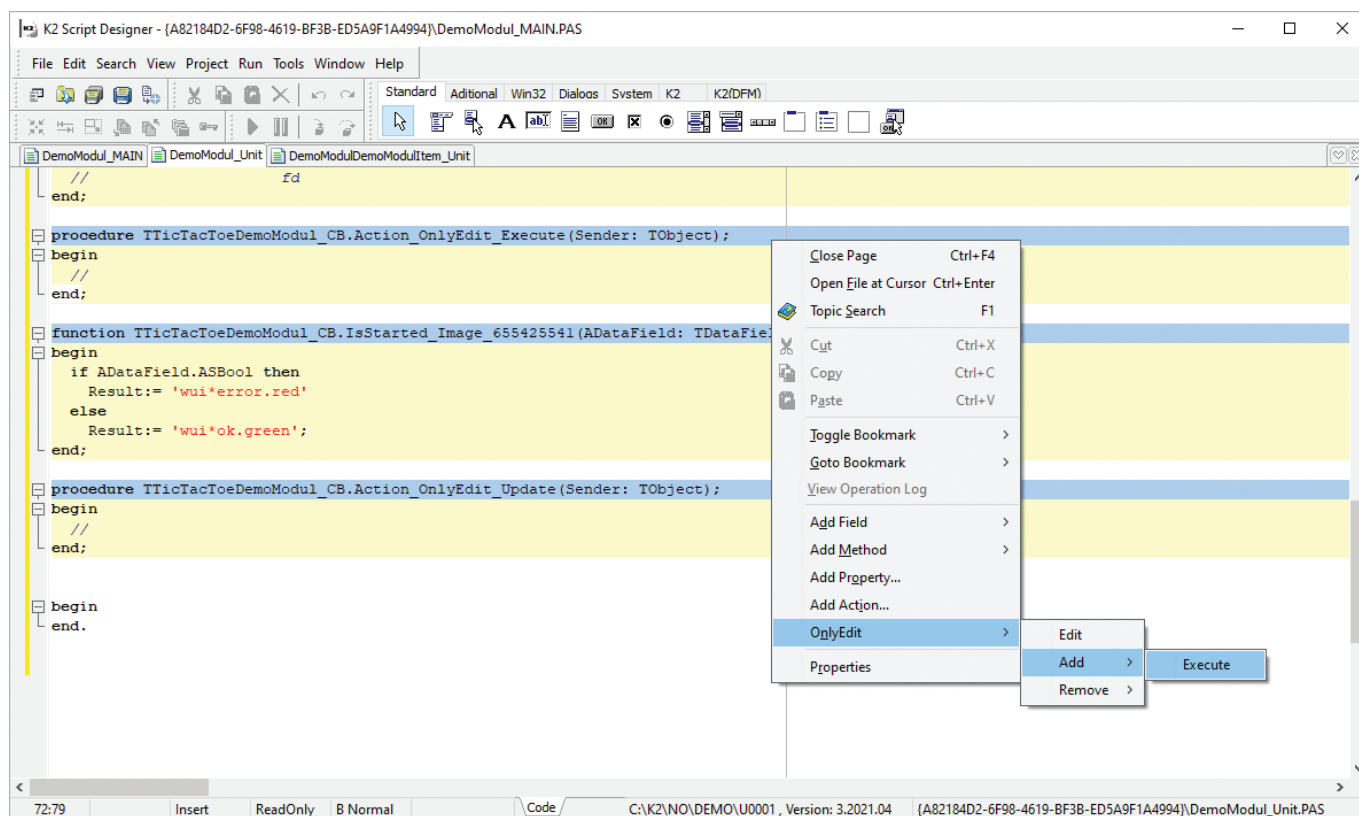 K2 Script Designer - {A82184D2-6F98-4619-BF3B-ED5A9F1A4994}\DemoModul_MAIN.PAS
File Edit Search View Project Run Tools Window Help
Standard Aditional Win32 Dialogs System K2 K2(DFM)
DemoModul_MAIN DemoModul_Unit DemoModulDemoModulItem_Unit
// fd
end;
procedure TTicTacToeDemoModul_CB.Action_OnlyEdit_Execute(Sender: TObject);
begin
//
end;
function TTicTacToeDemoModul_CB.IsStarted_Image_655425541(ADataField: TDataFie
begin
if ADataField.ASBool then
Result:= 'wui*error.red'
else
Result:= 'wui*ok.green';
end;
procedure TTicTacToeDemoModul_CB.Action_OnlyEdit_Update(Sender: TObject);
begin
//
end;
begin
end.
Close Page Ctrl+F4
Open File at Cursor Ctrl+Enter
Topic Search F1
Cut Ctrl+X
Copy Ctrl+C
Paste Ctrl+V
Toggle Bookmark
Goto Bookmark
View Operation Log
Add Field
Add Method
Add Property...
Add Action...
OnlyEdit
Properties
Edit
Add
Remove
Execute
72:79 Insert ReadOnly B Normal Code C:\K2\NO\DEMO\U0001 , Version: 3.2021.04 {A82184D2-6F98-4619-BF3B-ED5A9F1A4994}\DemoModul_Unit.PAS